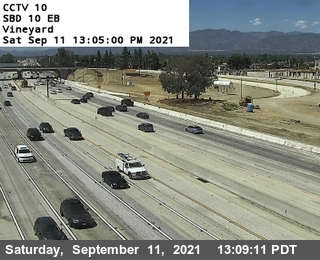 CCTV 10
SBD 10 EB
Vineyard
Sat Sep 11 13:05:00 PM 2021
Saturday, September 11, 2021 13:09:11 PDT